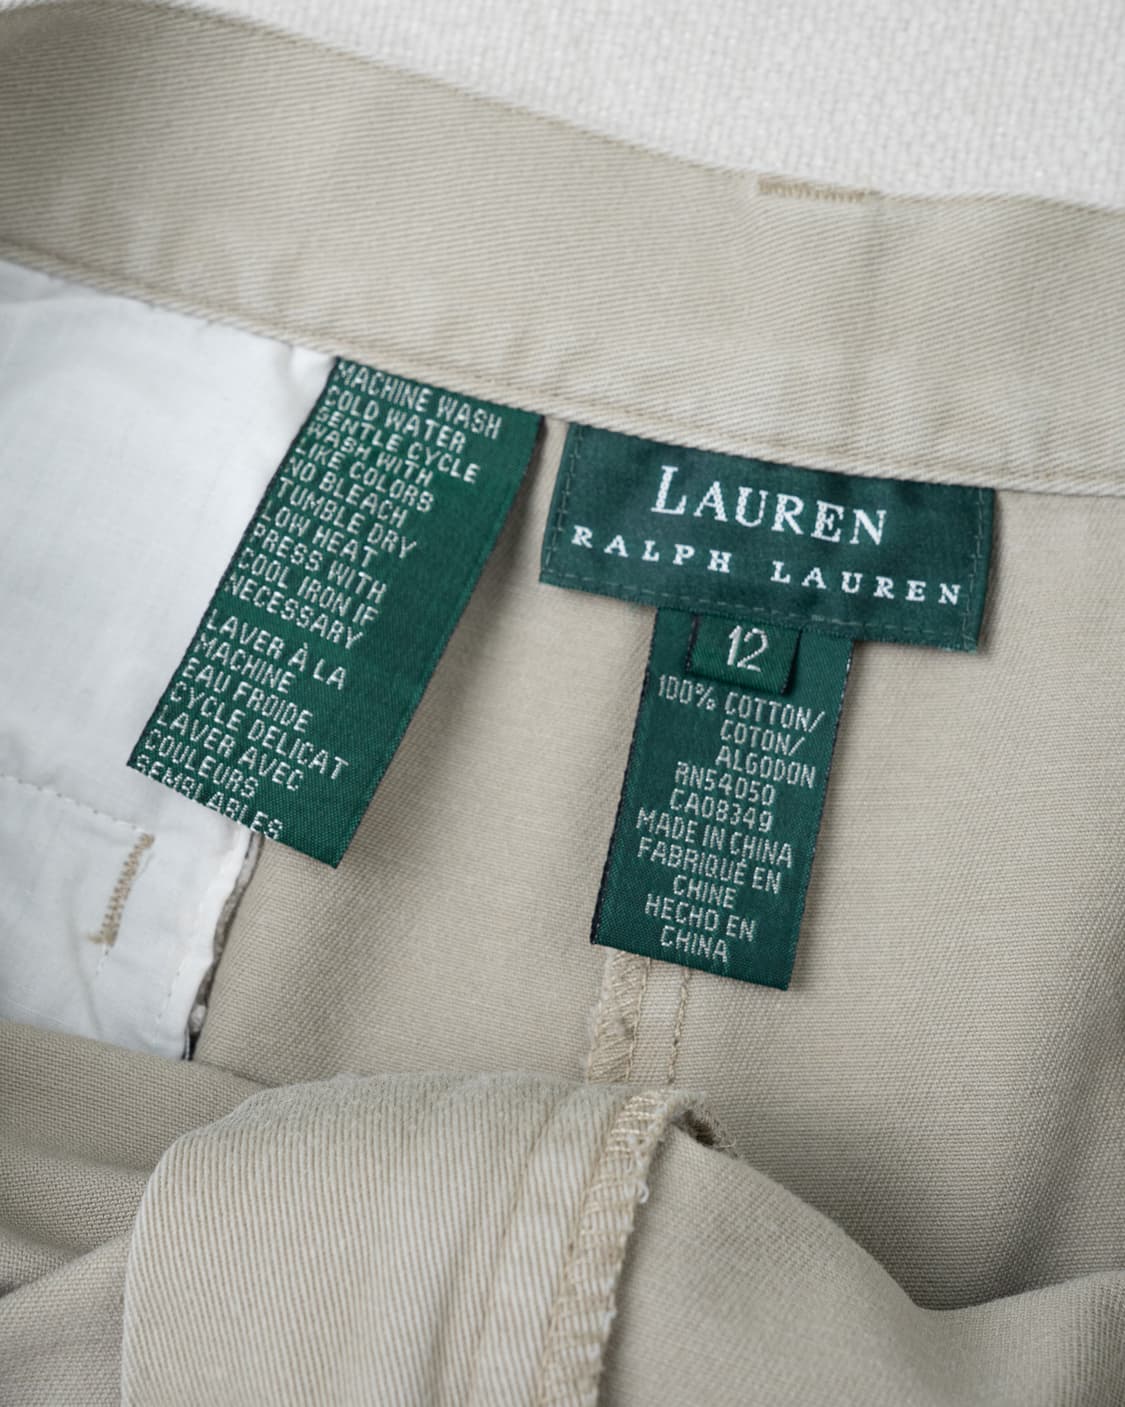 MACHINE WASH
COLD WATER
GENTLE CYCLE
WASH WITH
LIKE COLORS
NO BLEACH
TUMBLE DRY
LOW HEAT
PRESS WITH
COOL IRON IF
NECESSARY
LAVER À LA
MACHINE
EAU FROIDE
CYCLE DELICAT
LAVER AVEC
COULEURS
SEMBLABLES
LAUREN
RALPH LAUREN
12
100% COTTON/
COTON/
ALGODON
RN54050
CA08349
MADE IN CHINA
FABRIQUÉ EN
CHINE
HECHO EN
CHINA